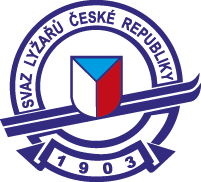 SVAZ LYŽAŘŮ ČESKÉ REPUBLIKY
1903